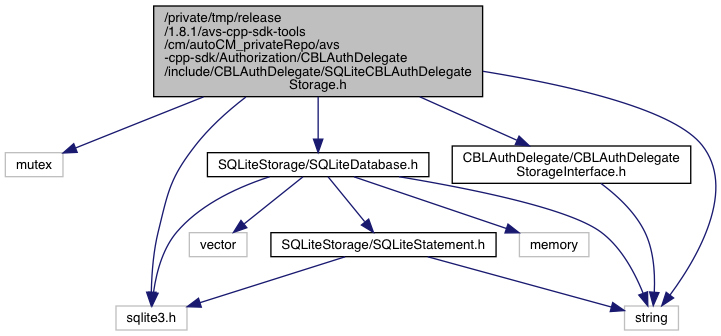 /private/tmp/release
/1.8.1/avs-cpp-sdk-tools
/cm/autoCM_privateRepo/avs
-cpp-sdk/Authorization/CBLAuthDelegate
/include/CBLAuthDelegate/SQLiteCBLAuthDelegate
Storage.h
mutex
SQLiteStorage/SQLiteDatabase.h
CBLAuthDelegate/CBLAuthDelegate
StorageInterface.h
vector
SQLiteStorage/SQLiteStatement.h
memory
sqlite3.h
string